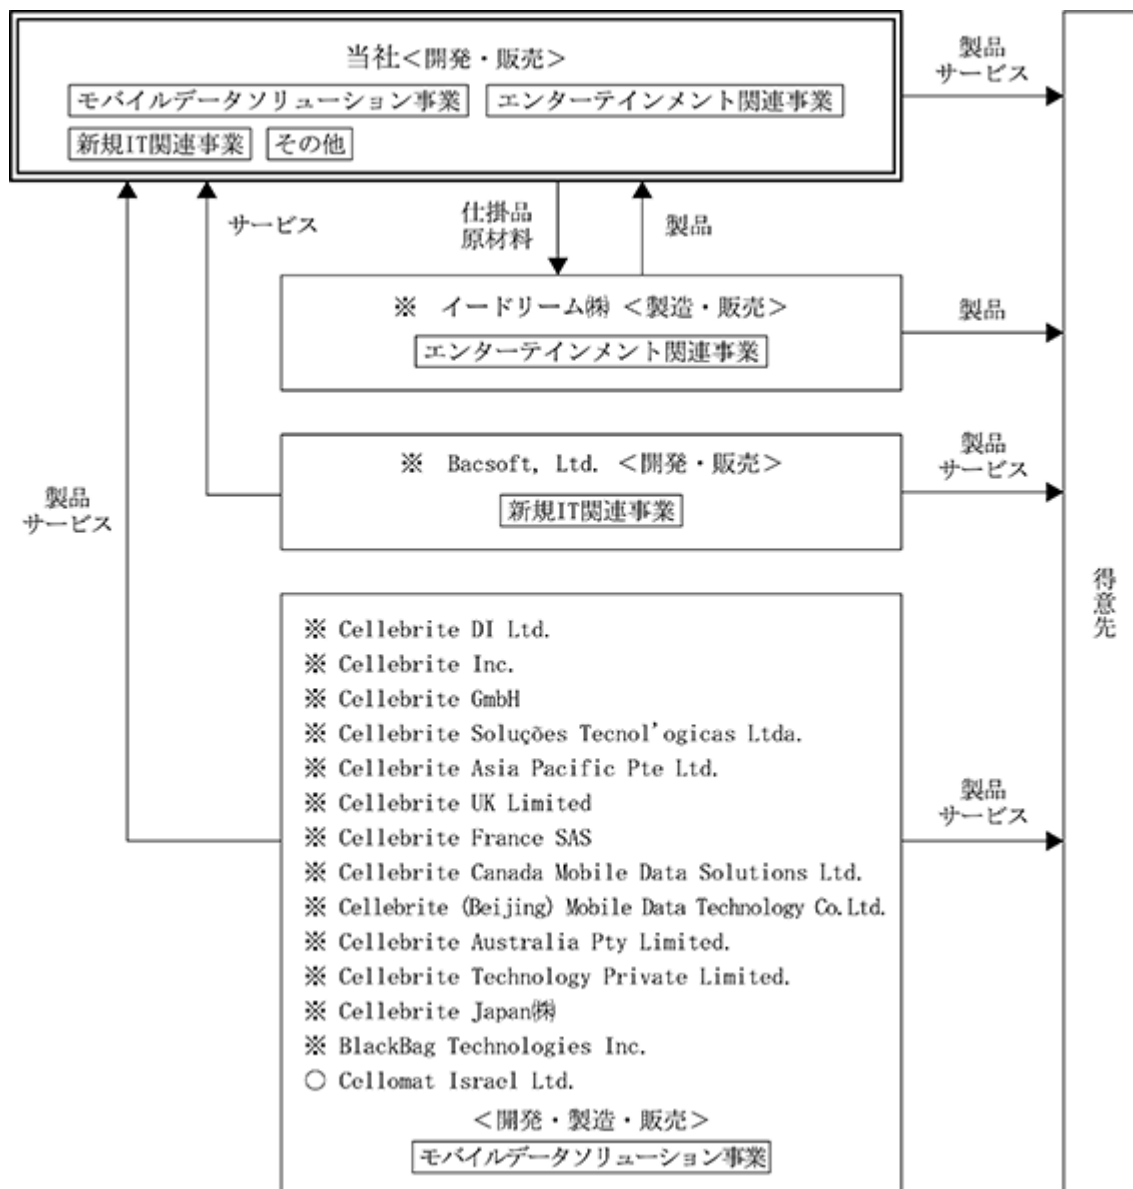 当社＜開発・販売＞
モバイルデータソリューション事業 エンターテインメント関連事業
新規IT関連事業 その他
製品
サービス
サービス
仕掛品
原材料
製品
※ イードリーム㈱ ＜製造・販売＞
エンターテインメント関連事業
製品
※ Bacsoft, Ltd. ＜開発・販売＞
新規IT関連事業
製品
サービス
製品
サービス
得意先
※ Cellebrite DI Ltd.
※ Cellebrite Inc.
※ Cellebrite GmbH
※ Cellebrite Soluções Tecnol'ogicas Ltda.
※ Cellebrite Asia Pacific Pte Ltd.
※ Cellebrite UK Limited
※ Cellebrite France SAS
※ Cellebrite Canada Mobile Data Solutions Ltd.
※ Cellebrite (Beijing) Mobile Data Technology Co.Ltd.
※ Cellebrite Australia Pty Limited.
※ Cellebrite Technology Private Limited.
※ Cellebrite Japan㈱
※ BlackBag Technologies Inc.
○ Cellomat Israel Ltd.
＜開発・製造・販売＞
モバイルデータソリューション事業
製品
サービス